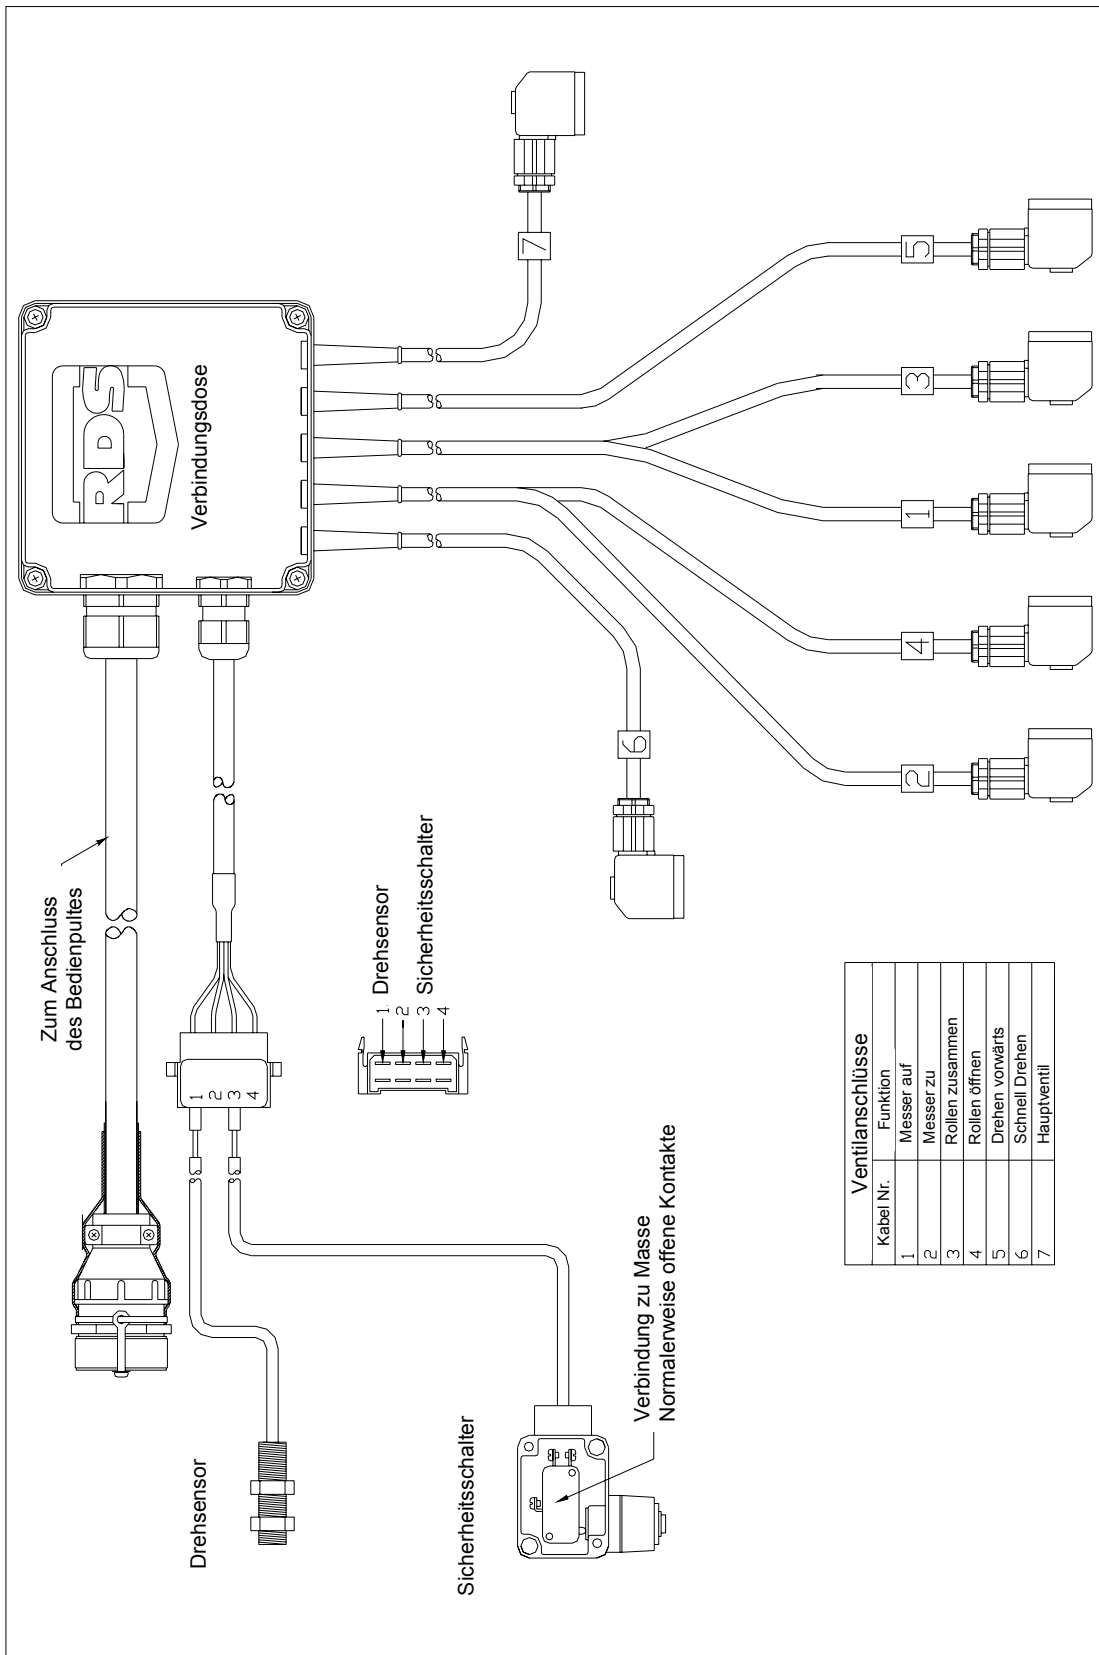 Zum Anschluss
des Bedienpultes
RDS
Verbindungsdose
Drehsensor
1
2
3
4
1 Drehsensor
2
3 Sicherheitsschalter
4
Sicherheitsschalter
Verbindung zu Masse
Normalerweise offene Kontakte
7
6
5
3
1
4
2
Ventilanschlüsse
Kabel Nr. Funktion
1 Messer auf
2 Messer zu
3 Rollen zusammen
4 Rollen öffnen
5 Drehen vorwärts
6 Schnell Drehen
7 Hauptventil